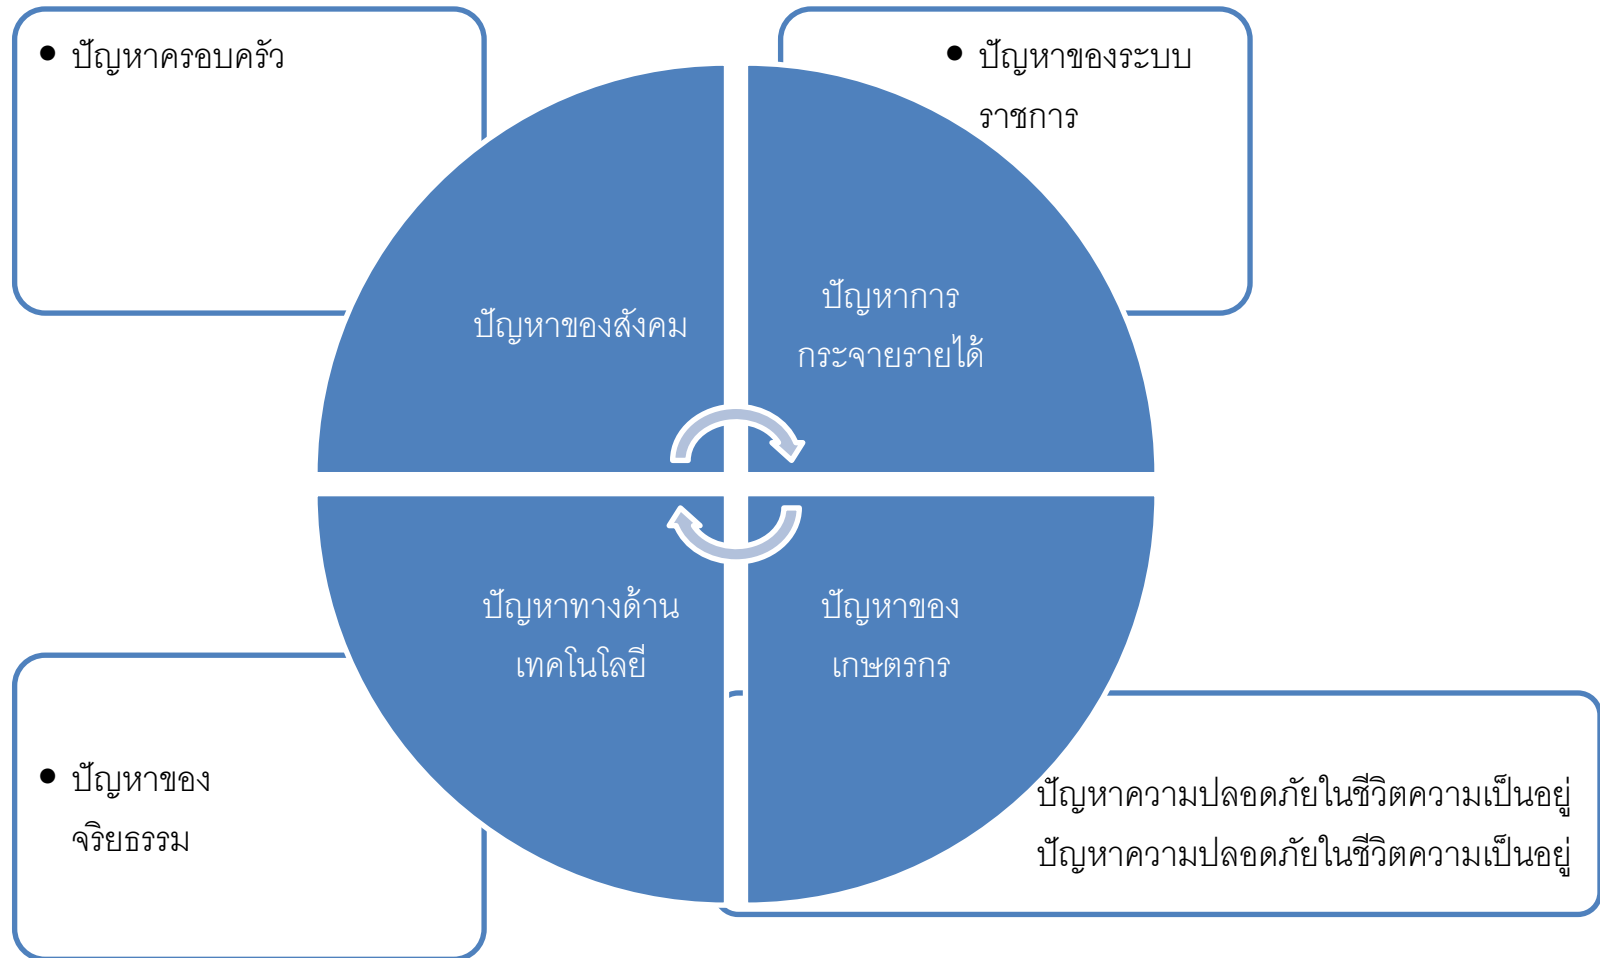 ปัญหาครอบครัว
ปัญหาของระบบ
ราชการ
ปัญหาของสังคม
ปัญหาการ
กระจายรายได้
ปัญหาทางด้าน
เทคโนโลยี
ปัญหาของ
เกษตรกร
ปัญหาของ
จริยธรรม
ปัญหาความปลอดภัยในชีวิตความเป็นอยู่
ปัญหาความปลอดภัยในชีวิตความเป็นอยู่